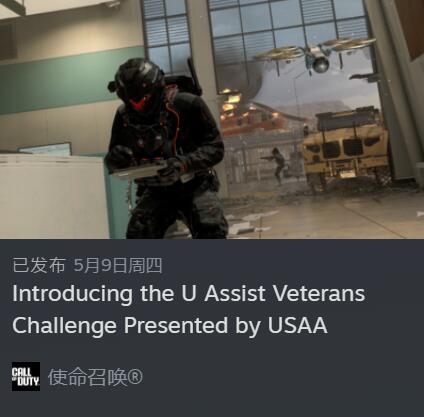 已发布 5月9日周四
Introducing the U Assist Veterans
Challenge Presented by USAA
CALL OF DUTY
使命召唤®